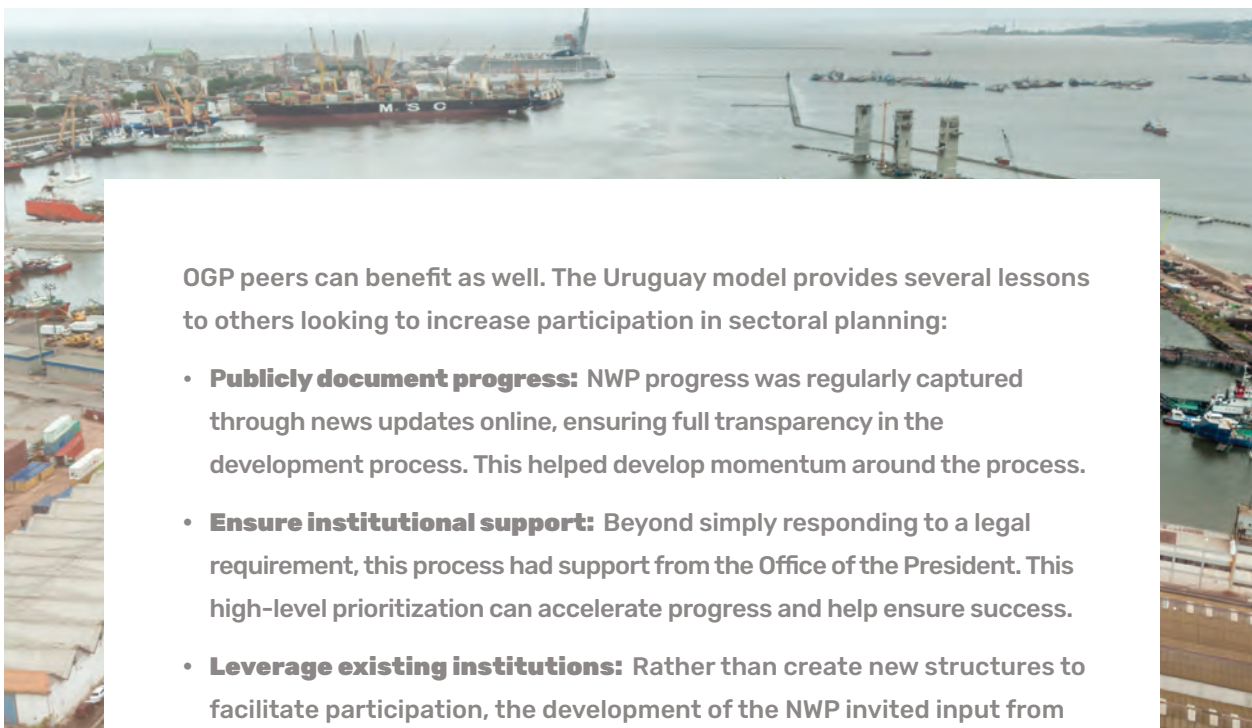 MSC
OGP peers can benefit as well. The Uruguay model provides several lessons
to others looking to increase participation in sectoral planning:
• Publicly document progress: NWP progress was regularly captured
through news updates online, ensuring full transparency in the
development process. This helped develop momentum around the process.
• Ensure institutional support: Beyond simply responding to a legal
requirement, this process had support from the Office of the President. This
high-level prioritization can accelerate progress and help ensure success.
• Leverage existing institutions: Rather than create new structures to
facilitate participation, the development of the NWP invited input from